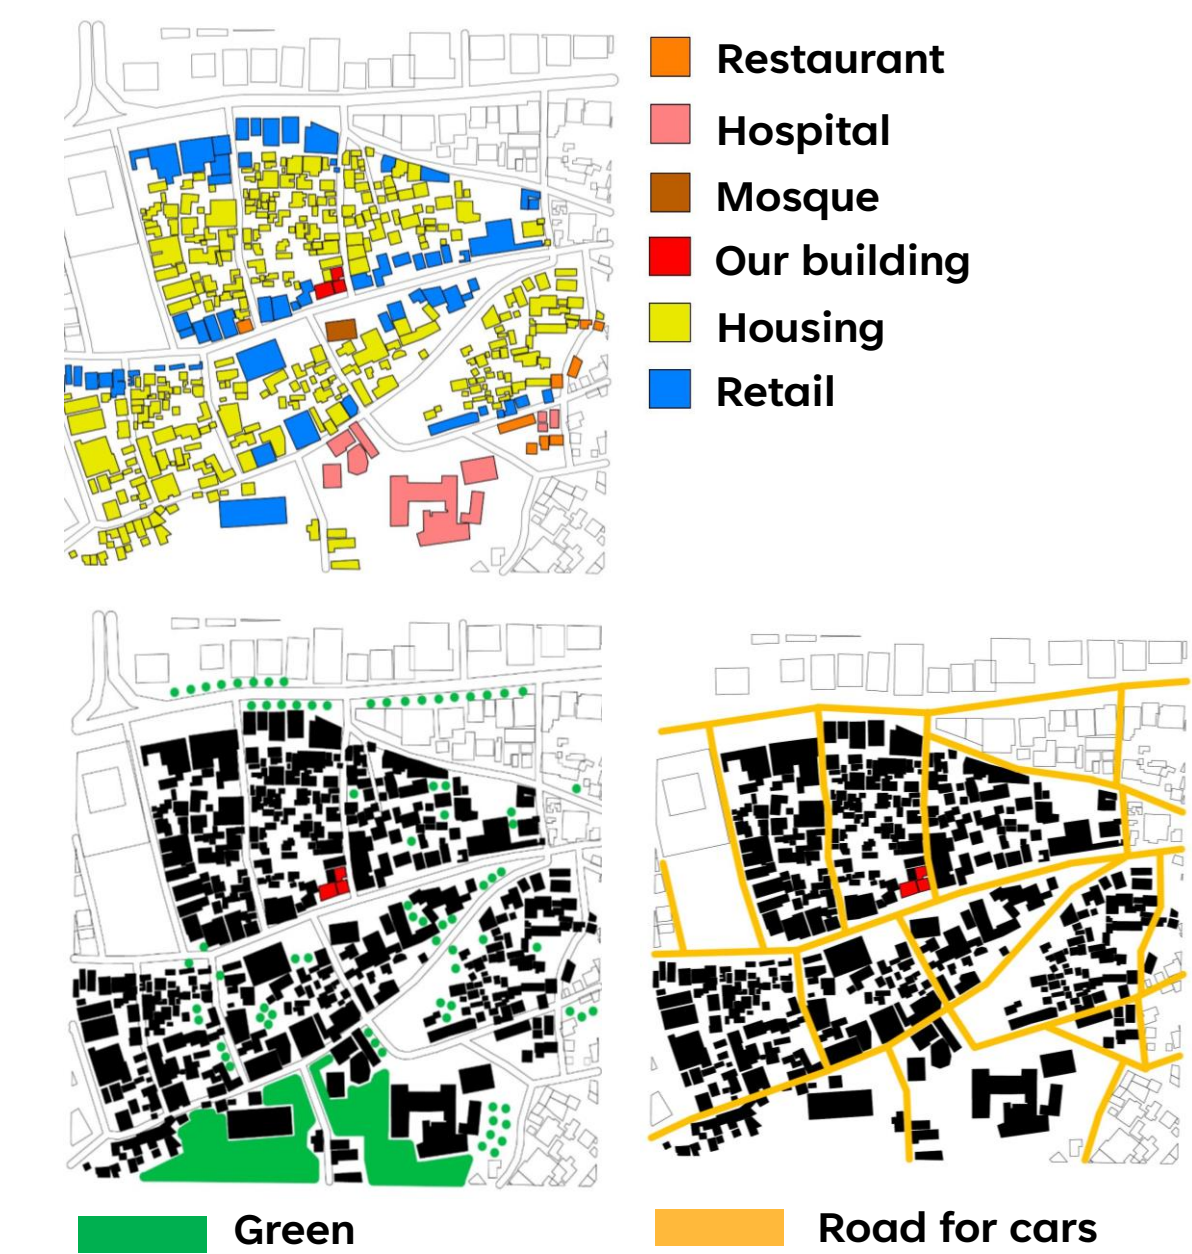 Restaurant
Hospital
Mosque
Our building
Housing
Retail
Green
Road for cars